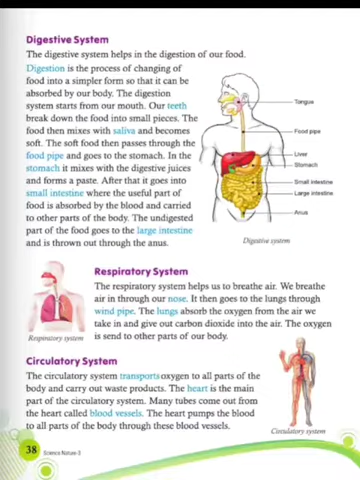 Digestive System
The digestive system helps in the digestion of our food.
Digestion is the process of changing of
food into a simpler form so that it can be
absorbed by our body. The digestion
system starts from our mouth. Our teeth
break down the food into small pieces. The
food then mixes with saliva and becomes
soft. The soft food then passes through the
food pipe and goes to the stomach. In the
stomach it mixes with the digestive juices
and forms a paste. After that it goes into
small intestine where the useful part of
food is absorbed by the blood and carried
to other parts of the body. The undigested
part of the food goes to the large intestine
and is thrown out through the anus.
Tongue
Food pipe
Liver
Stomach
Small intestine
Large intestine
Anus
Digestive system
Respiratory System
The respiratory system helps us to breathe air. We breathe
air in through our nose. It then goes to the lungs through
wind pipe. The lungs absorb the oxygen from the air we
take in and give out carbon dioxide into the air. The oxygen
is send to other parts of our body.
Respiratory system
Circulatory System
The circulatory system transports oxygen to all parts of the
body and carry out waste products. The heart is the main
part of the circulatory system. Many tubes come out from
the heart called blood vessels. The heart pumps the blood
to all parts of the body through these blood vessels.
Circulatory system
38 Science Nature-3